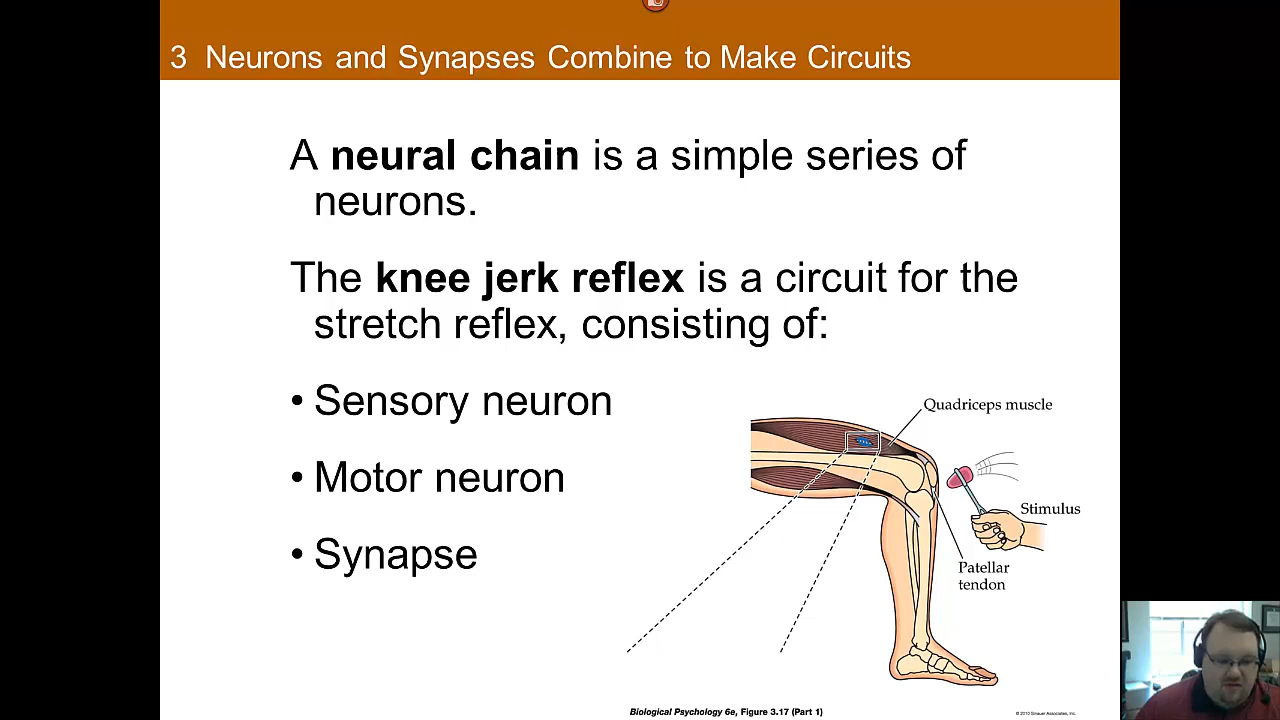 3 Neurons and Synapses Combine to Make Circuits
A neural chain is a simple series of
neurons.
The knee jerk reflex is a circuit for the
stretch reflex, consisting of:
• Sensory neuron
• Motor neuron
• Synapse
Quadriceps muscle
Stimulus
Patellar
tendon
Biological Psychology 6e, Figure 3.17 (Part 1)
© 2010 Sinauer Associates, Inc.